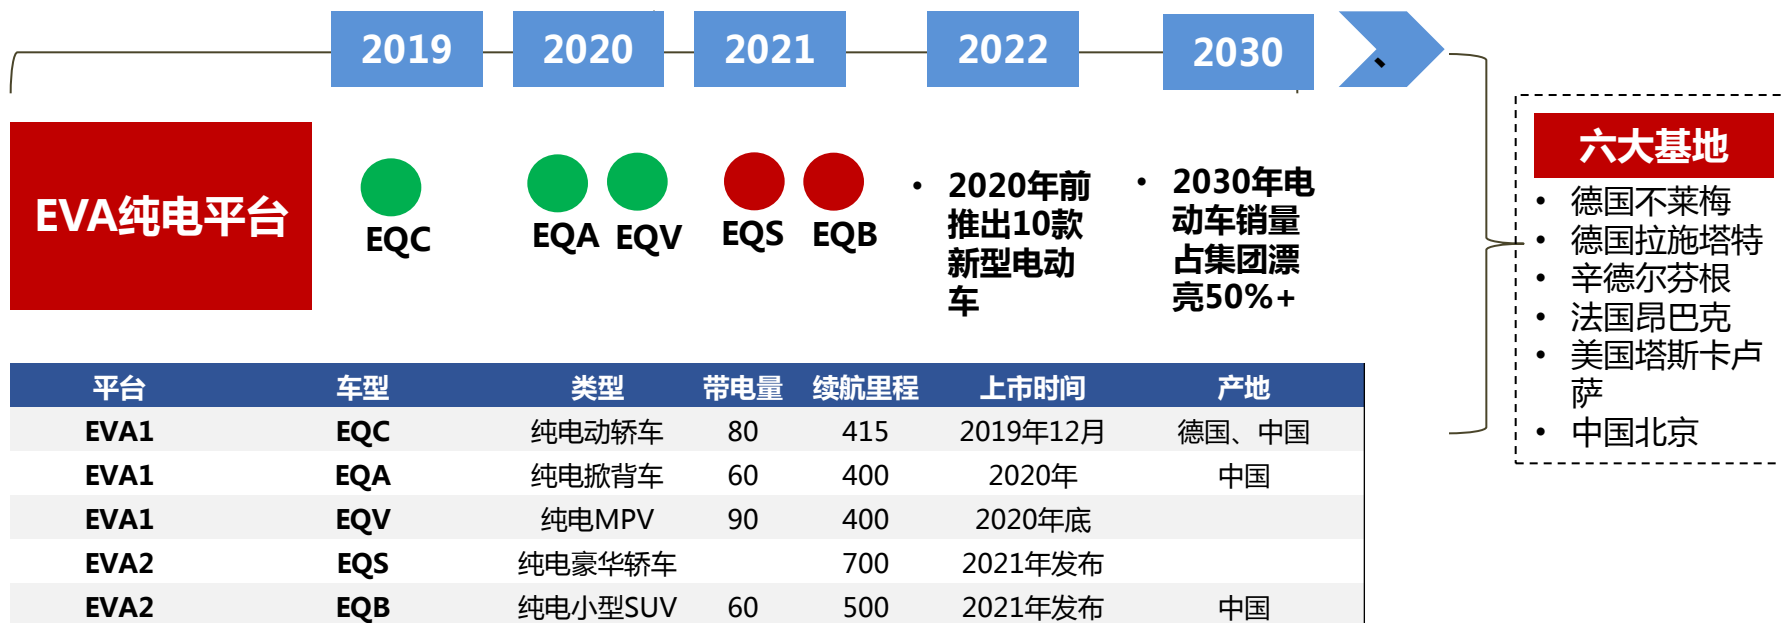 2019 2020 2021 2022 2030
EVA纯电平台
EQC
EQA EQV
EQS EQB
• 2020年前
推出10款
新型电动
车
• 2030年电
动车销量
占集团漂
亮50%+
六大基地
• 德国不莱梅
• 德国拉施塔特
• 辛德尔芬根
• 法国昂巴克
• 美国塔斯卡卢
萨
• 中国北京
平台 车型 类型 带电量 续航里程 上市时间 产地
EVA1 EQC 纯电动轿车 80 415 2019年12月 德国、中国
EVA1 EQA 纯电掀背车 60 400 2020年 中国
EVA1 EQV 纯电MPV 90 400 2020年底
EVA2 EQS 纯电豪华轿车 700 2021年发布
EVA2 EQB 纯电小型SUV 60 500 2021年发布 中国